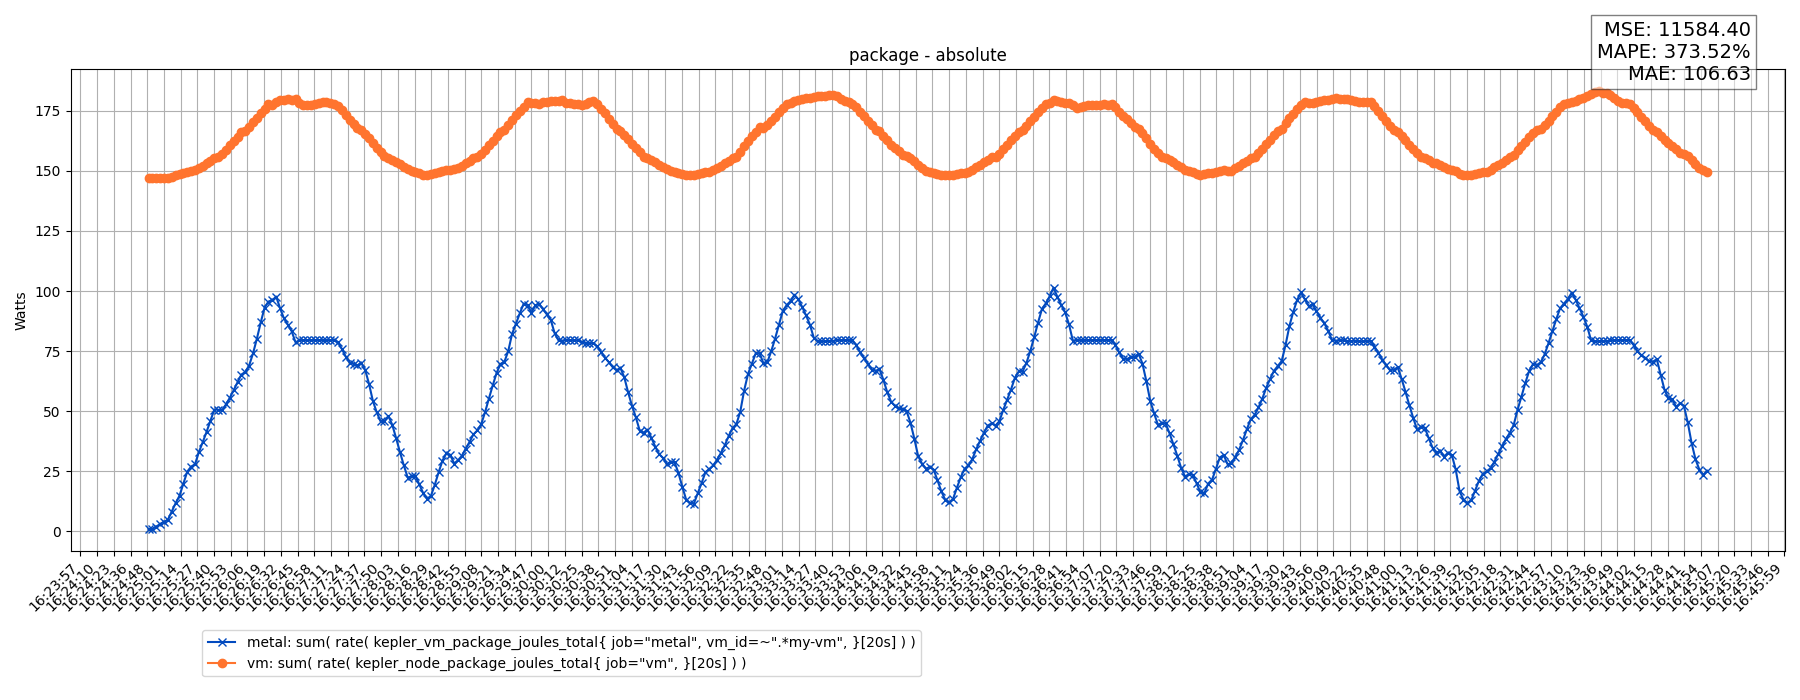 MSE: 11584.40
MAPE: 373.52%
MAE: 106.63
package - absolute
Watts
175
150
125
100
75
50
25
0
16:23:57 16:24:10 16:24:23 16:24:36 16:24:48 16:25:01 16:25:14 16:25:27 16:25:40 16:25:53 16:26:06 16:26:19 16:26:32 16:26:45 16:26:58 16:27:11 16:27:24 16:27:37 16:27:50 16:28:03 16:28:16 16:28:29 16:28:42 16:28:55 16:29:08 16:29:21 16:29:34 16:29:47 16:30:00 16:30:12 16:30:25 16:30:38 16:30:51 16:31:04 16:31:17 16:31:30 16:31:43 16:31:56 16:32:09 16:32:22 16:32:35 16:32:48 16:33:01 16:33:14 16:33:27 16:33:40 16:33:53 16:34:06 16:34:19 16:34:32 16:34:45 16:34:58 16:35:11 16:35:24 16:35:36 16:35:49 16:36:02 16:36:15 16:36:28 16:36:41 16:36:54 16:37:07 16:37:20 16:37:33 16:37:46 16:37:59 16:38:12 16:38:25 16:38:38 16:38:51 16:39:04 16:39:17 16:39:30 16:39:43 16:39:56 16:40:09 16:40:22 16:40:35 16:40:48 16:41:00 16:41:13 16:41:26 16:41:39 16:41:52 16:42:05 16:42:18 16:42:31 16:42:44 16:42:57 16:43:10 16:43:23 16:43:36 16:43:49 16:44:02 16:44:15 16:44:28 16:44:41 16:44:54 16:45:07 16:45:20 16:45:33 16:45:46 16:45:59
metal: sum( rate( kepler_vm_package_joules_total{ job="metal", vm_id=~".*my-vm", }[20s] ) )
vm: sum( rate( kepler_node_package_joules_total{ job="vm", }[20s] ) )